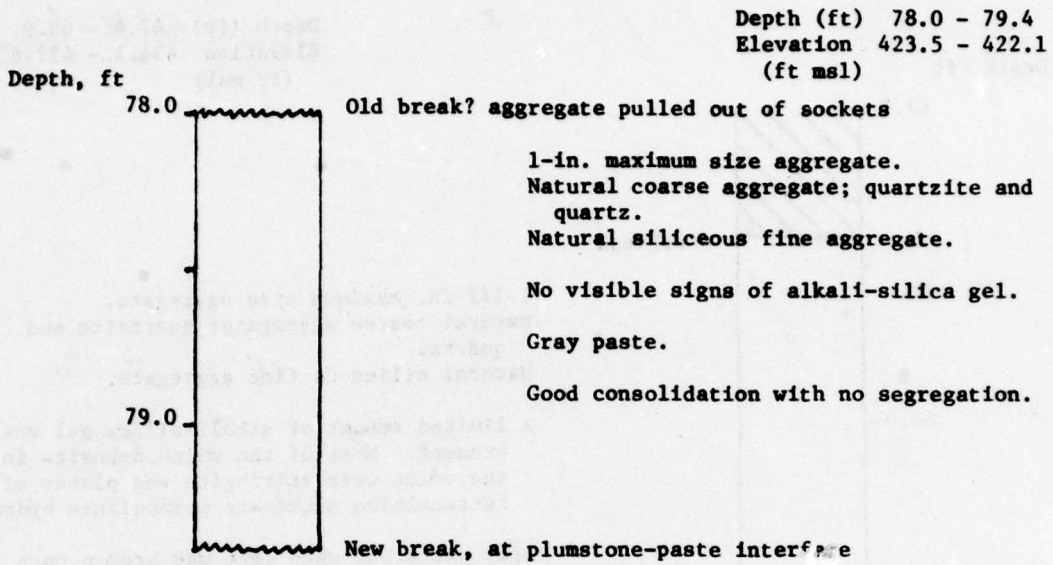 Depth (ft) 78.0 - 79.4
Elevation 423.5 - 422.1
(ft msl)
Depth, ft
78.0
Old break? aggregate pulled out of sockets
1-in. maximum size aggregate.
Natural coarse aggregate; quartzite and
quartz.
Natural siliceous fine aggregate.
No visible signs of alkali-silica gel.
Gray paste.
79.0
Good consolidation with no segregation.
New break, at plumstone-paste interface